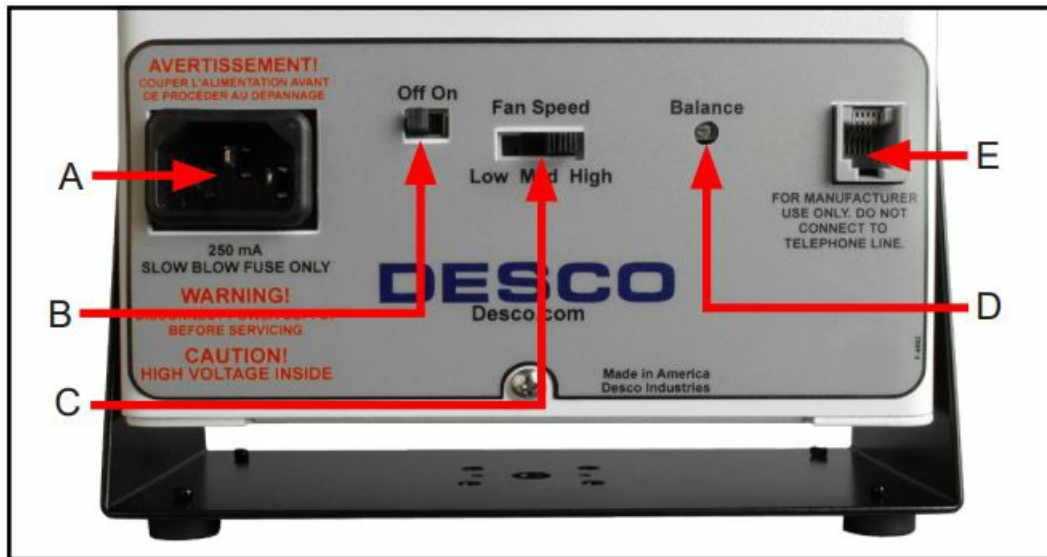 AVERTISSEMENT!
COUPER L'ALIMENTATION AVANT
DE PROCÉDER AU DÉPANNAGE
Off On
Fan Speed
Low Med High
Balance
FOR MANUFACTURER
USE ONLY. DO NOT
CONNECT TO
TELEPHONE LINE.
250 mA
SLOW BLOW FUSE ONLY
WARNING!
BEFORE SERVICING
CAUTION!
HIGH VOLTAGE INSIDE
DESCO
Desco.com
Made in America
Desco Industries
A
B
C
D
E